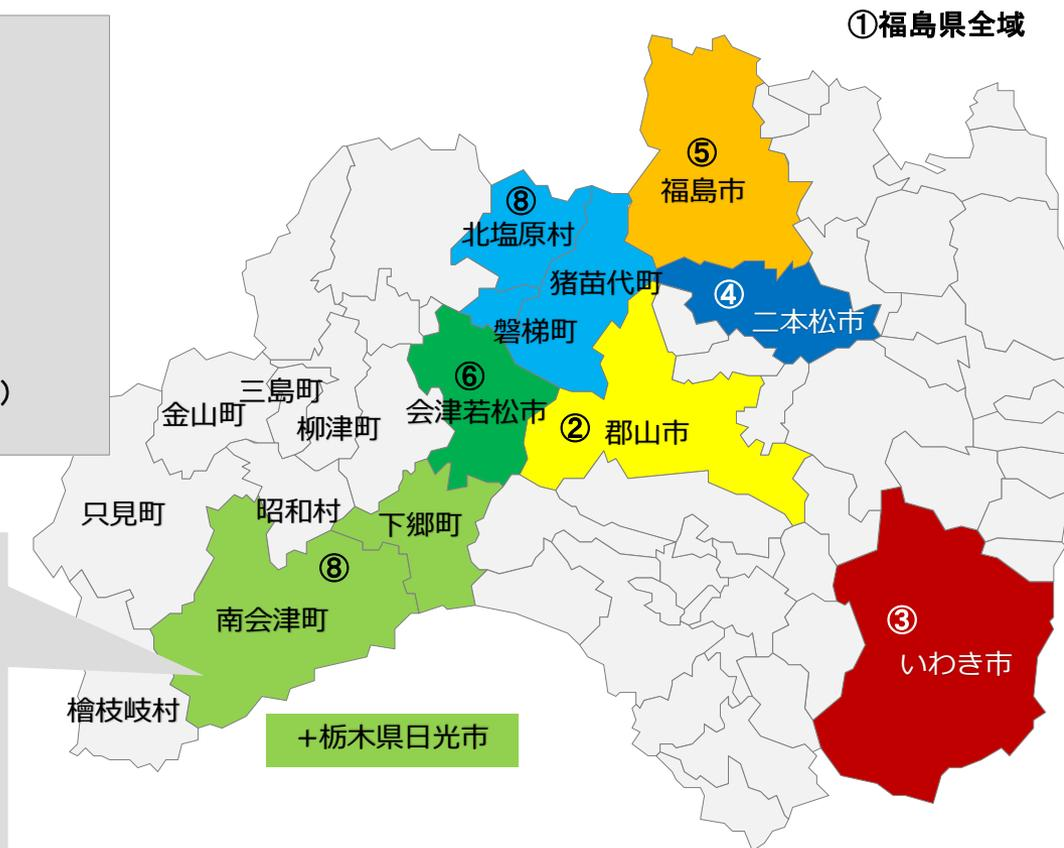 ①福島県全域
⑤
福島市
⑧
北塩原村
猪苗代町
④
二本松市
磐梯町
⑥
会津若松市
三島町
金山町
柳津町
)
② 郡山市
只見町
昭和村
下郷町
⑧
南会津町
③
いわき市
檜枝岐村
+栃木県日光市